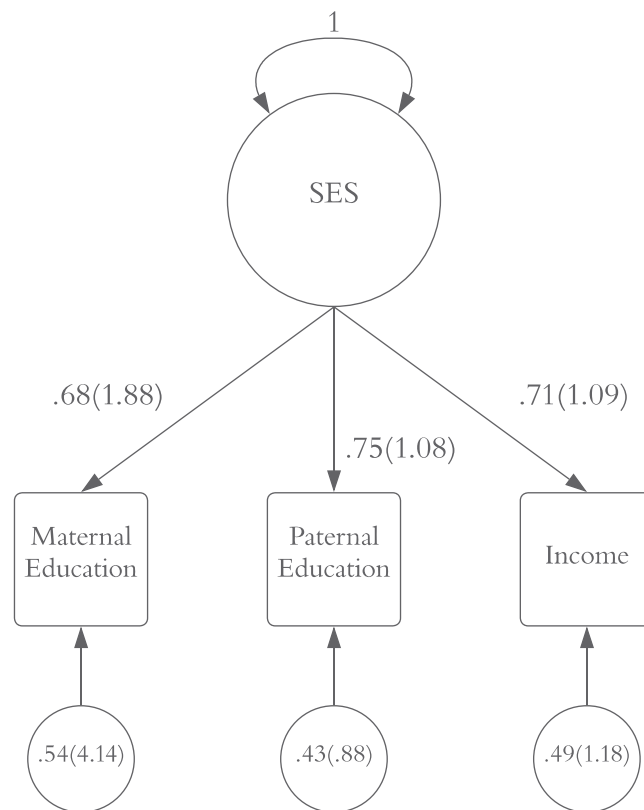 1
SES
.68(1.88)
.75(1.08)
.71(1.09)
Maternal
Education
Paternal
Education
Income
.54(4.14)
.43(.88)
.49(1.18)